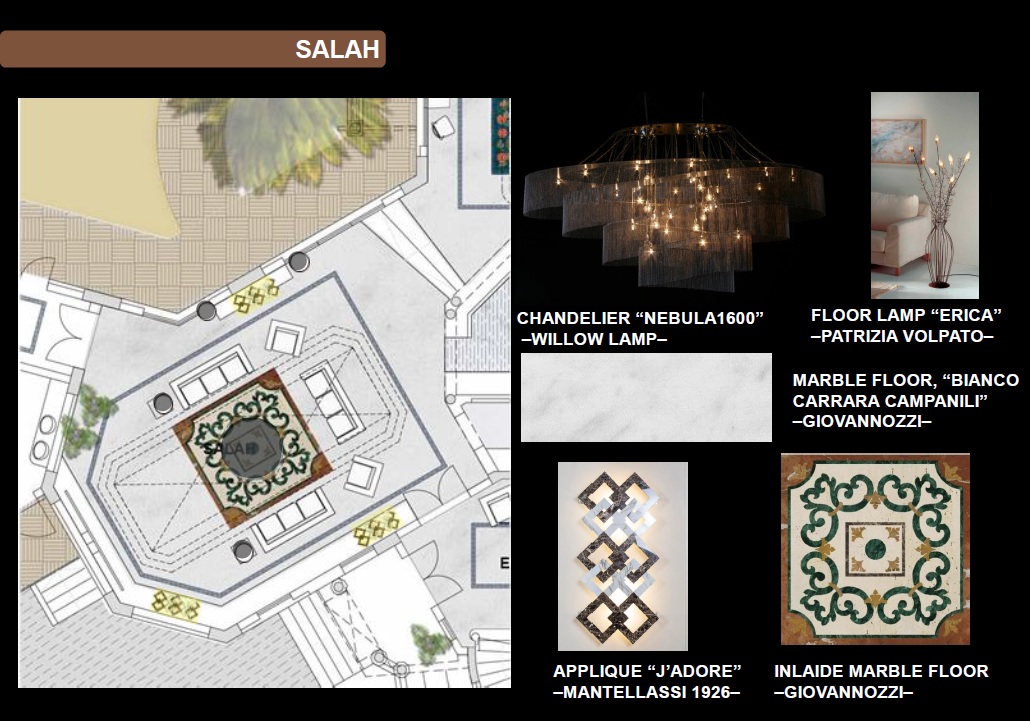 SALAH
SALAH
E
CHANDELIER “NEBULA1600”
–WILLOW LAMP–
FLOOR LAMP “ERICA”
–PATRIZIA VOLPATO–
MARBLE FLOOR, “BIANCO
CARRARA CAMPANILI”
–GIOVANNOZZI–
APPLIQUE “J’ADORE”
–MANTELLASSI 1926–
INLAIDE MARBLE FLOOR
–GIOVANNOZZI–